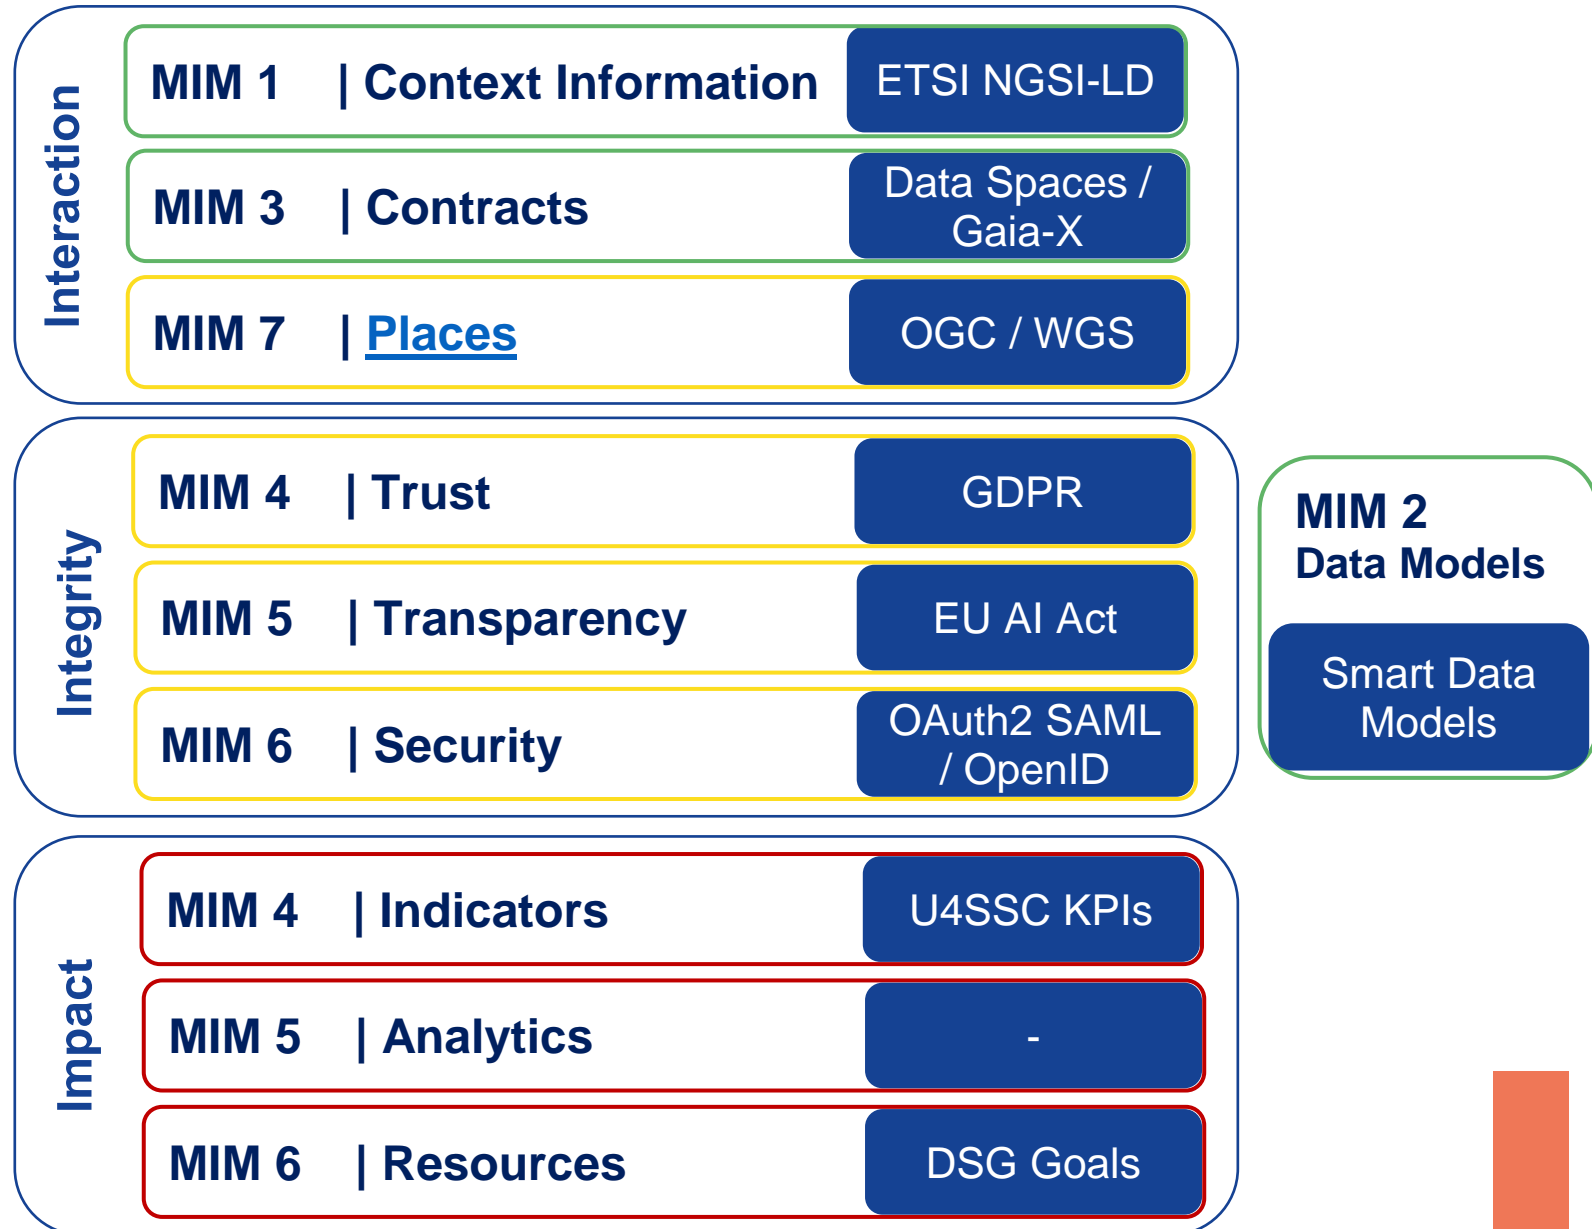 Interaction
MIM 1 | Context Information
ETSI NGSI-LD
MIM 3 | Contracts
Data Spaces /
Gaia-X
MIM 7 | Places
OGC / WGS
Integrity
MIM 4 | Trust
GDPR
MIM 5 | Transparency
EU AI Act
MIM 6 | Security
OAuth2 SAML
/ OpenID
MIM 2
Data Models
Smart Data
Models
Impact
MIM 4 | Indicators
U4SSC KPIs
MIM 5 | Analytics
-
MIM 6 | Resources
DSG Goals